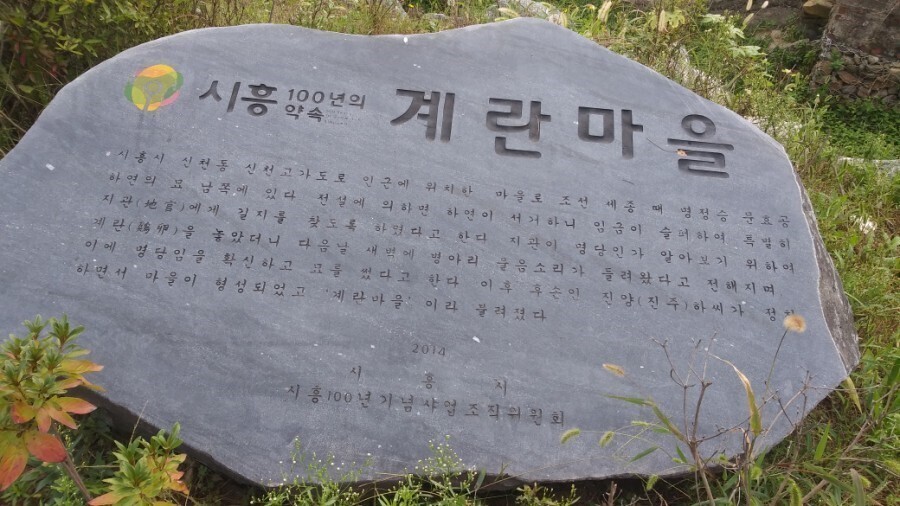 시흥 100년의 약속 계란마을
시흥시 신천동 신천고가도로 인근에 위치한 마을로 조선 세종 때 명정승 문효공
하연의 묘 남쪽에 있다 전설에 의하면 하연이 서거하니 임금이 슬퍼하여 특별히
지관(地官)에게 길지를 찾도록 하였다고 한다 지관이 명당인가 알아보기 위하여
계란(鷄卵)을 놓았더니 다음날 새벽에 병아리 울음소리가 들려왔다고 전해지며
이에 명당임을 확신하고 묘를 썼다고 한다 이후 후손인 진양(진주)하씨가 정착
하면서 마을이 형성되었고 '계란마을'이라 불려졌다
2014
시 흥 시
시흥100년기념사업조직위원회